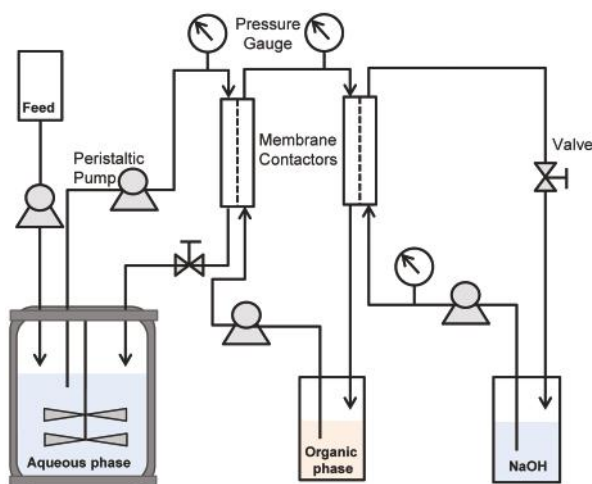 Pressure
Gauge
Feed
Peristaltic
Pump
Membrane
Contactors
Valve
Aqueous phase
Organic
phase
NaOH